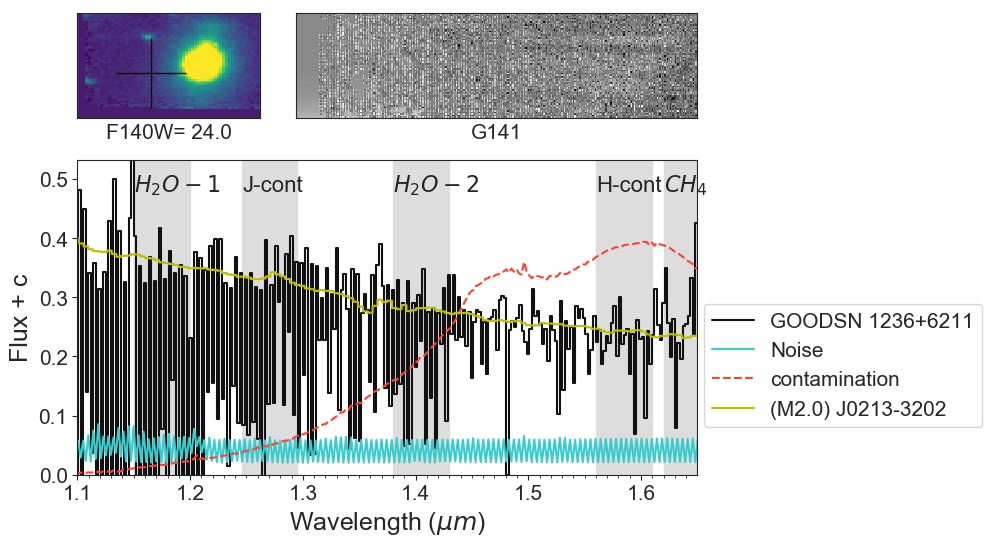 F140W= 24.0
G141
H₂O − 1
J-cont
H₂O − 2
H-cont
CH₄
0.5
0.4
0.3
0.2
0.1
0.0
Flux + c
1.1
1.2
1.3
1.4
1.5
1.6
Wavelength (μm)
GOODSN 1236+6211
Noise
contamination
(M2.0) J0213-3202